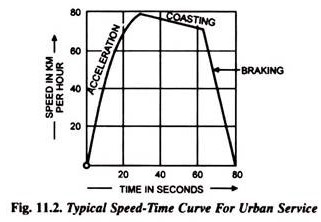 COASTING
ACCELERATION
BRAKING
SPEED IN KM
PER HOUR
80
60
40
20
0
20
40
60
80
TIME IN SECONDS
Fig. 11.2. Typical Speed-Time Curve For Urban Service